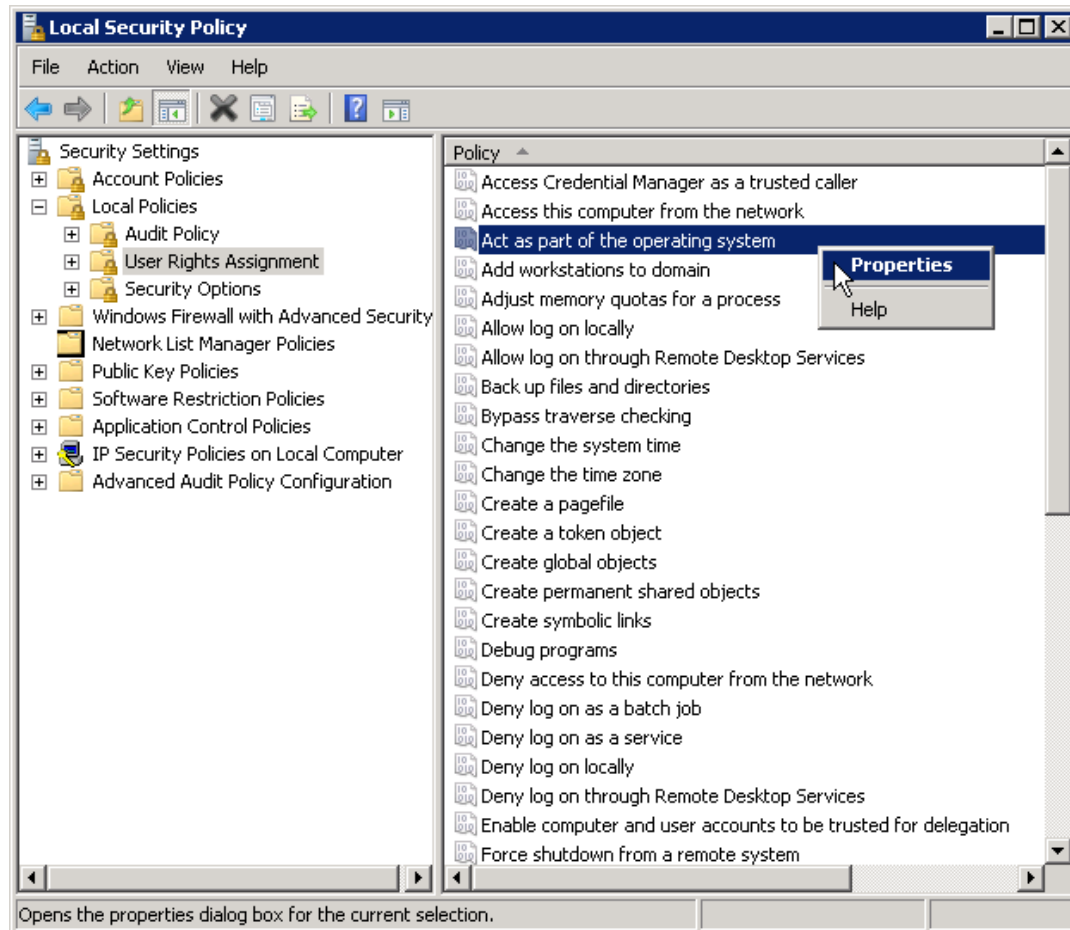 Local Security Policy
File Action View Help
Security Settings
Account Policies
Local Policies
Audit Policy
User Rights Assignment
Security Options
Windows Firewall with Advanced Security
Network List Manager Policies
Public Key Policies
Software Restriction Policies
Application Control Policies
IP Security Policies on Local Computer
Advanced Audit Policy Configuration
Policy
Access Credential Manager as a trusted caller
Access this computer from the network
Act as part of the operating system
Add workstations to domain
Adjust memory quotas for a process
Allow log on locally
Allow log on through Remote Desktop Services
Back up files and directories
Bypass traverse checking
Change the system time
Change the time zone
Create a pagefile
Create a token object
Create global objects
Create permanent shared objects
Create symbolic links
Debug programs
Deny access to this computer from the network
Deny log on as a batch job
Deny log on as a service
Deny log on locally
Deny log on through Remote Desktop Services
Enable computer and user accounts to be trusted for delegation
Force shutdown from a remote system
Properties
Help
Opens the properties dialog box for the current selection.